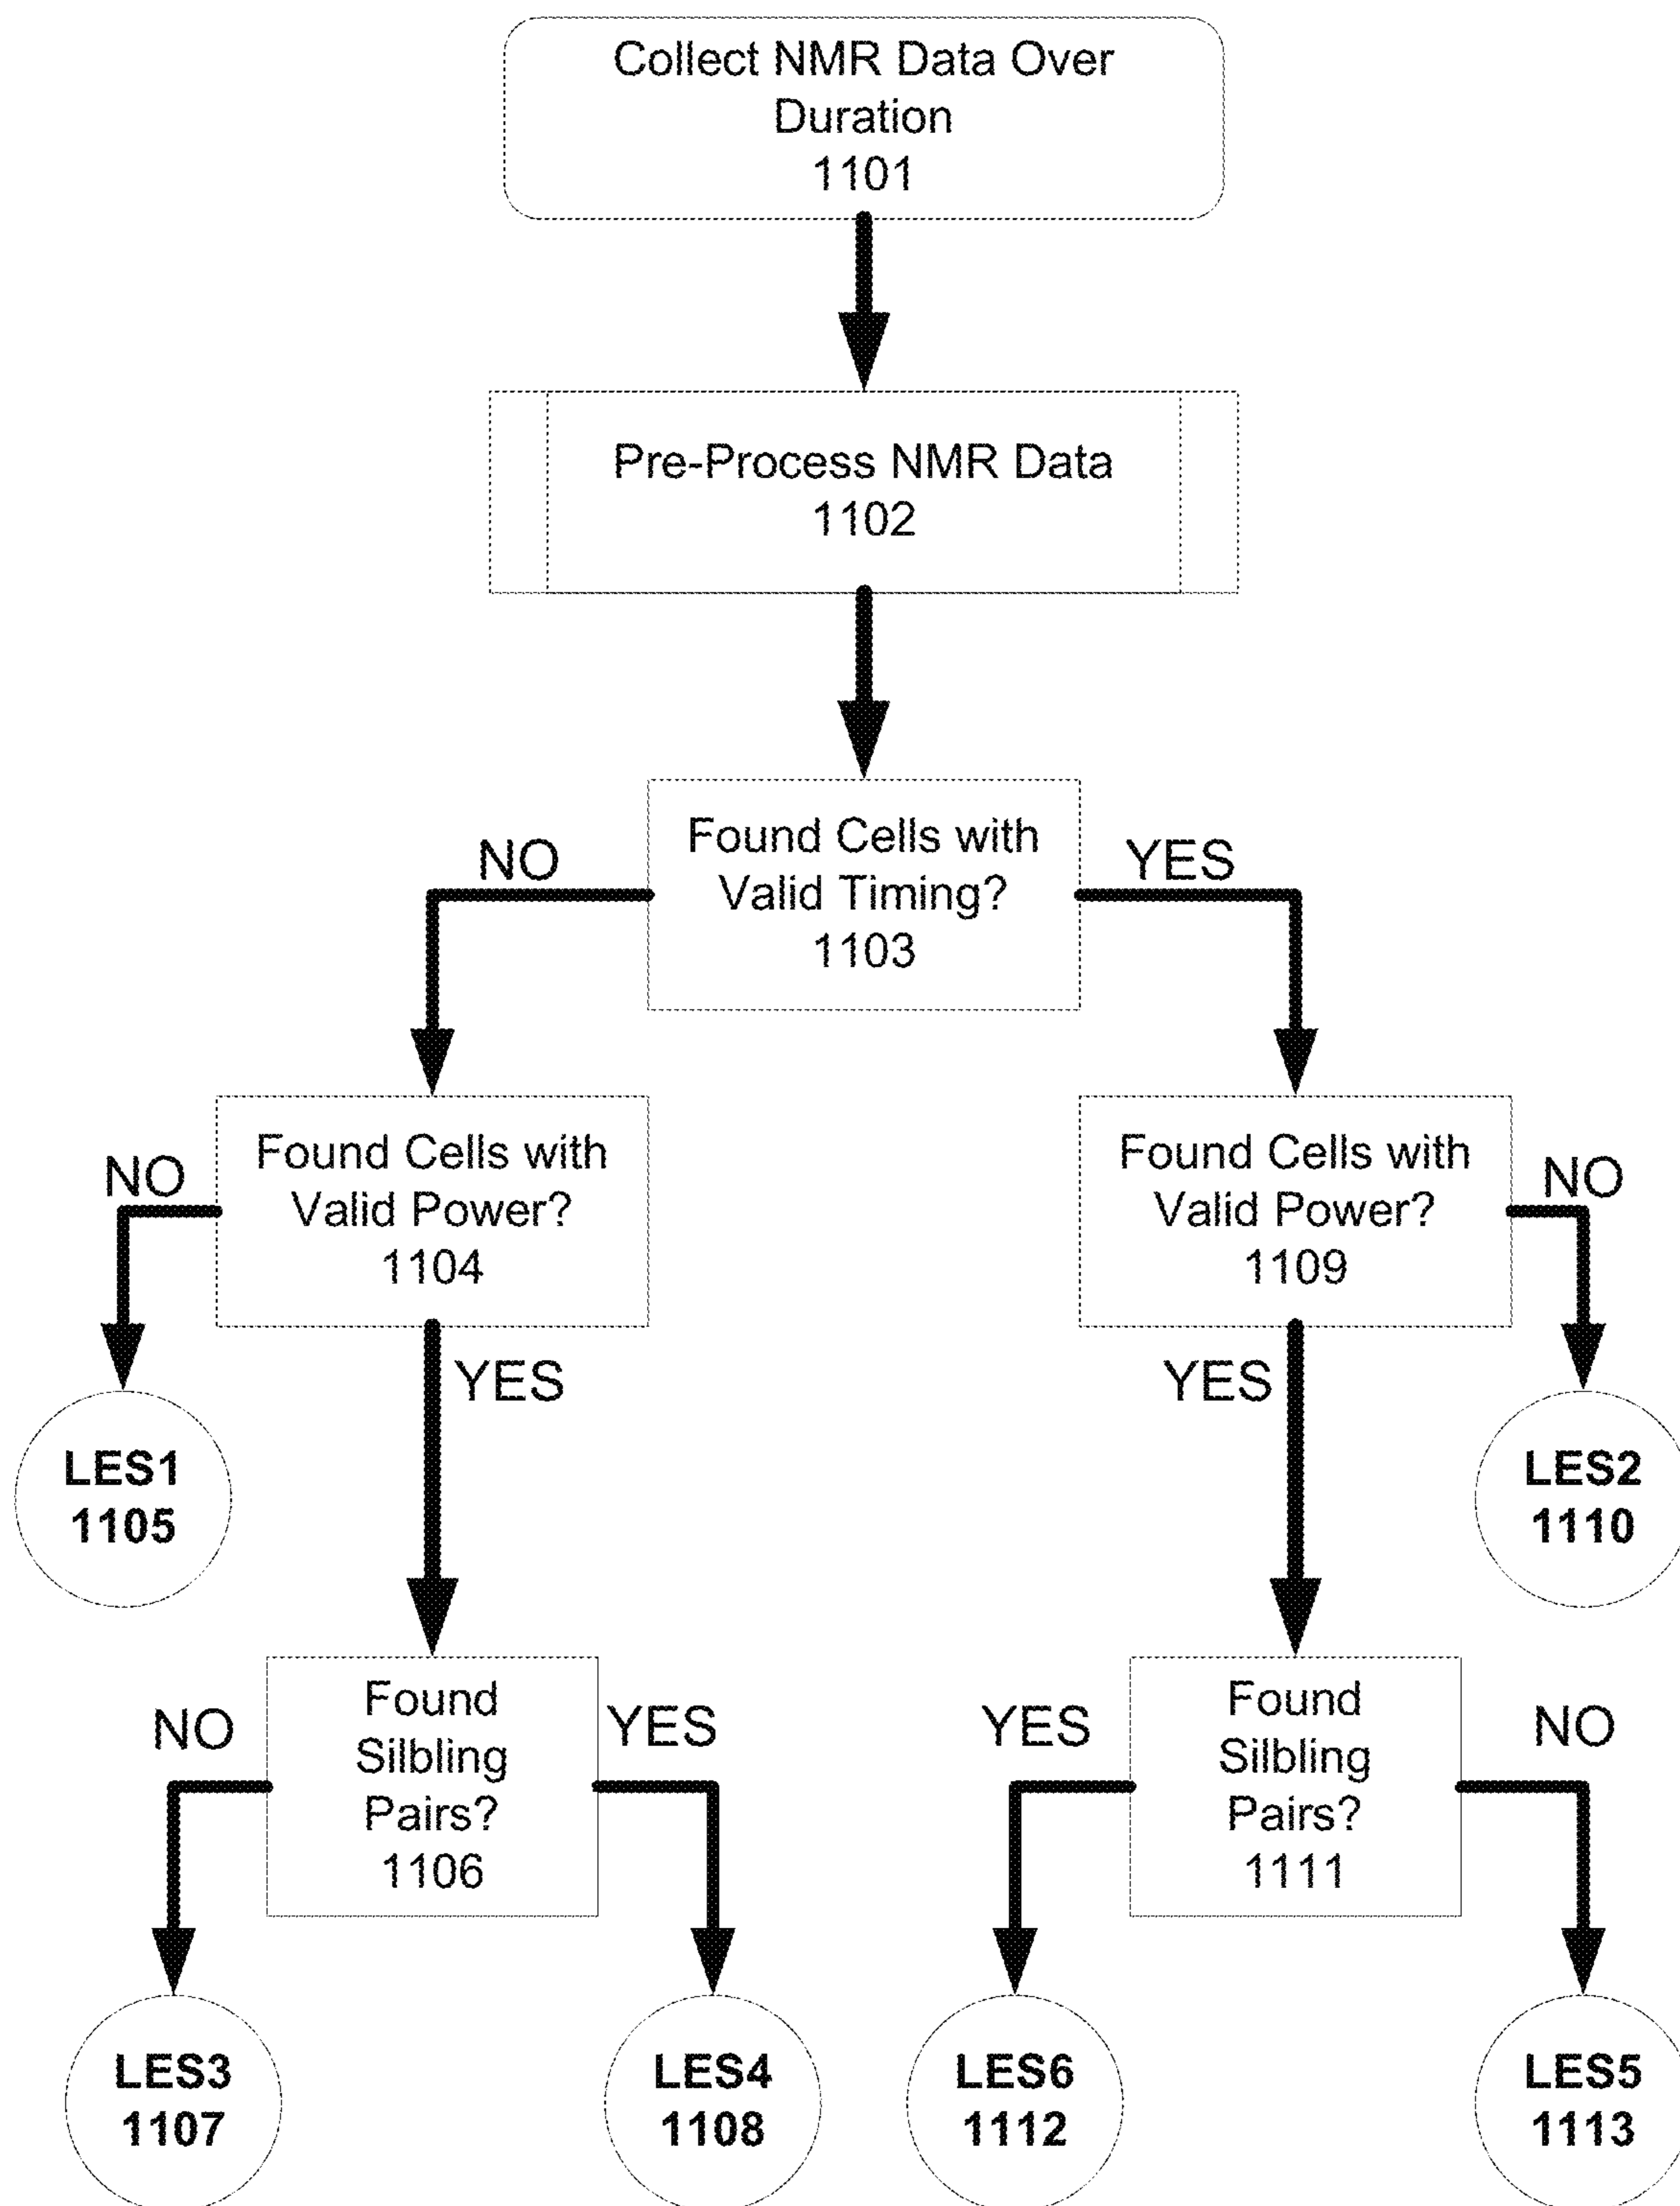 Collect NMR Data Over
Duration
1101
Pre-Process NMR Data
1102
Found Cells with
Valid Timing?
1103
NO
YES
Found Cells with
Valid Power?
1104
NO
YES
Found Cells with
Valid Power?
1109
NO
YES
LES1
1105
LES2
1110
Found
Silbling
Pairs?
1106
NO
YES
Found
Silbling
Pairs?
1111
YES
NO
LES3
1107
LES4
1108
LES6
1112
LES5
1113